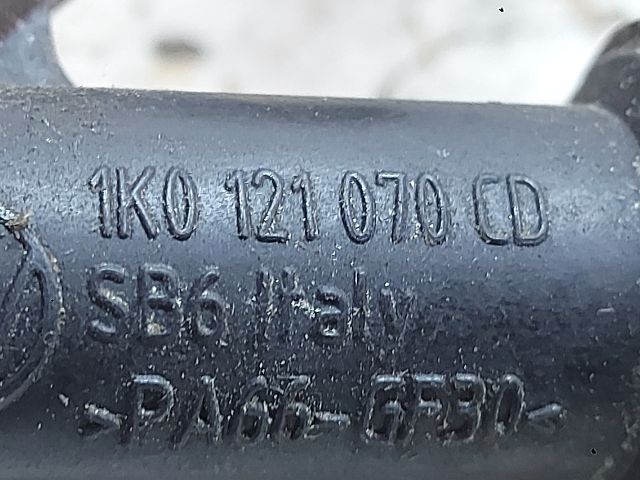 1K0 121 070 CD
SB6 Italy
>PA66-GF30<